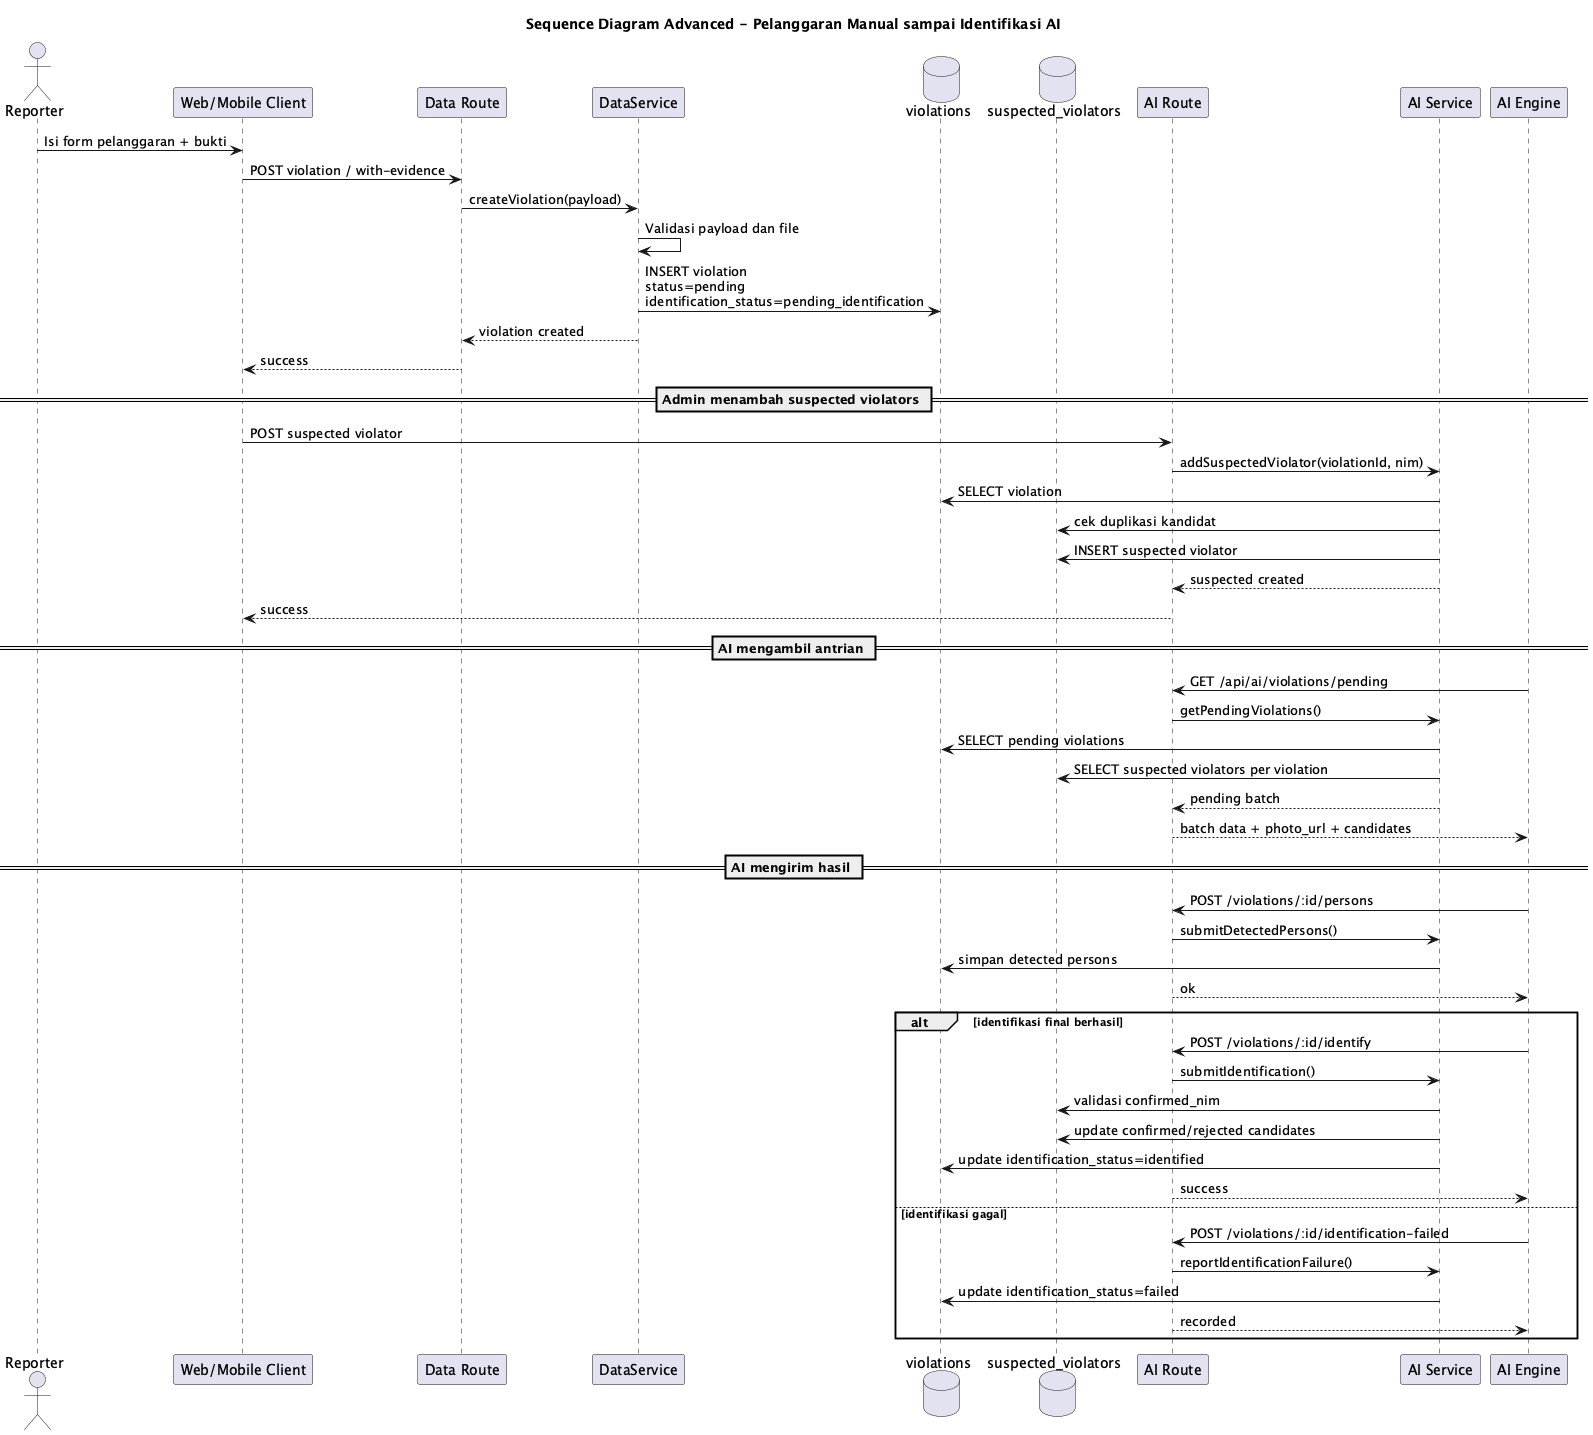 Sequence Diagram Advanced - Pelanggaran Manual sampai Identifikasi AI
Reporter
Web/Mobile Client
Data Route
DataService
violations
suspected_violators
AI Route
AI Service
AI Engine
Isi form pelanggaran + bukti
POST violation / with-evidence
createViolation(payload)
Validasi payload dan file
INSERT violation
status=pending
identification_status=pending_identification
violation created
success
Admin menambah suspected violators
POST suspected violator
addSuspectedViolator(violationId, nim)
SELECT violation
cek duplikasi kandidat
INSERT suspected violator
suspected created
success
AI mengambil antrian
GET /api/ai/violations/pending
getPendingViolations()
SELECT pending violations
SELECT suspected violators per violation
pending batch
batch data + photo_url + candidates
AI mengirim hasil
POST /violations/:id/persons
submitDetectedPersons()
simpan detected persons
ok
alt
[identifikasi final berhasil]
POST /violations/:id/identify
submitIdentification()
validasi confirmed_nim
update confirmed/rejected candidates
update identification_status=identified
success
[identifikasi gagal]
POST /violations/:id/identification-failed
reportIdentificationFailure()
update identification_status=failed
recorded
Reporter
Web/Mobile Client
Data Route
DataService
violations
suspected_violators
AI Route
AI Service
AI Engine